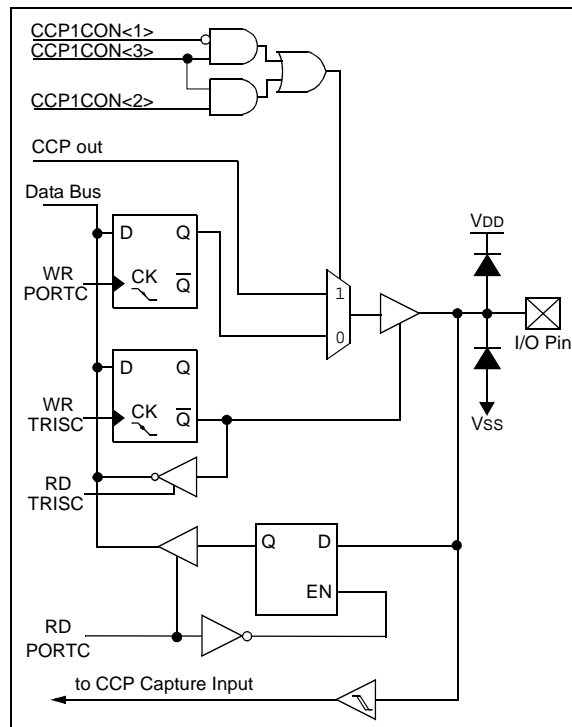 CCP1CON<1>
CCP1CON<3>
CCP1CON<2>
CCP out
Data Bus
D Q
WR
PORTC
CK Q
VDD
1
0
I/O Pin
D Q
WR
TRISC
CK Q
VSS
RD
TRISC
Q D
EN
RD
PORTC
to CCP Capture Input